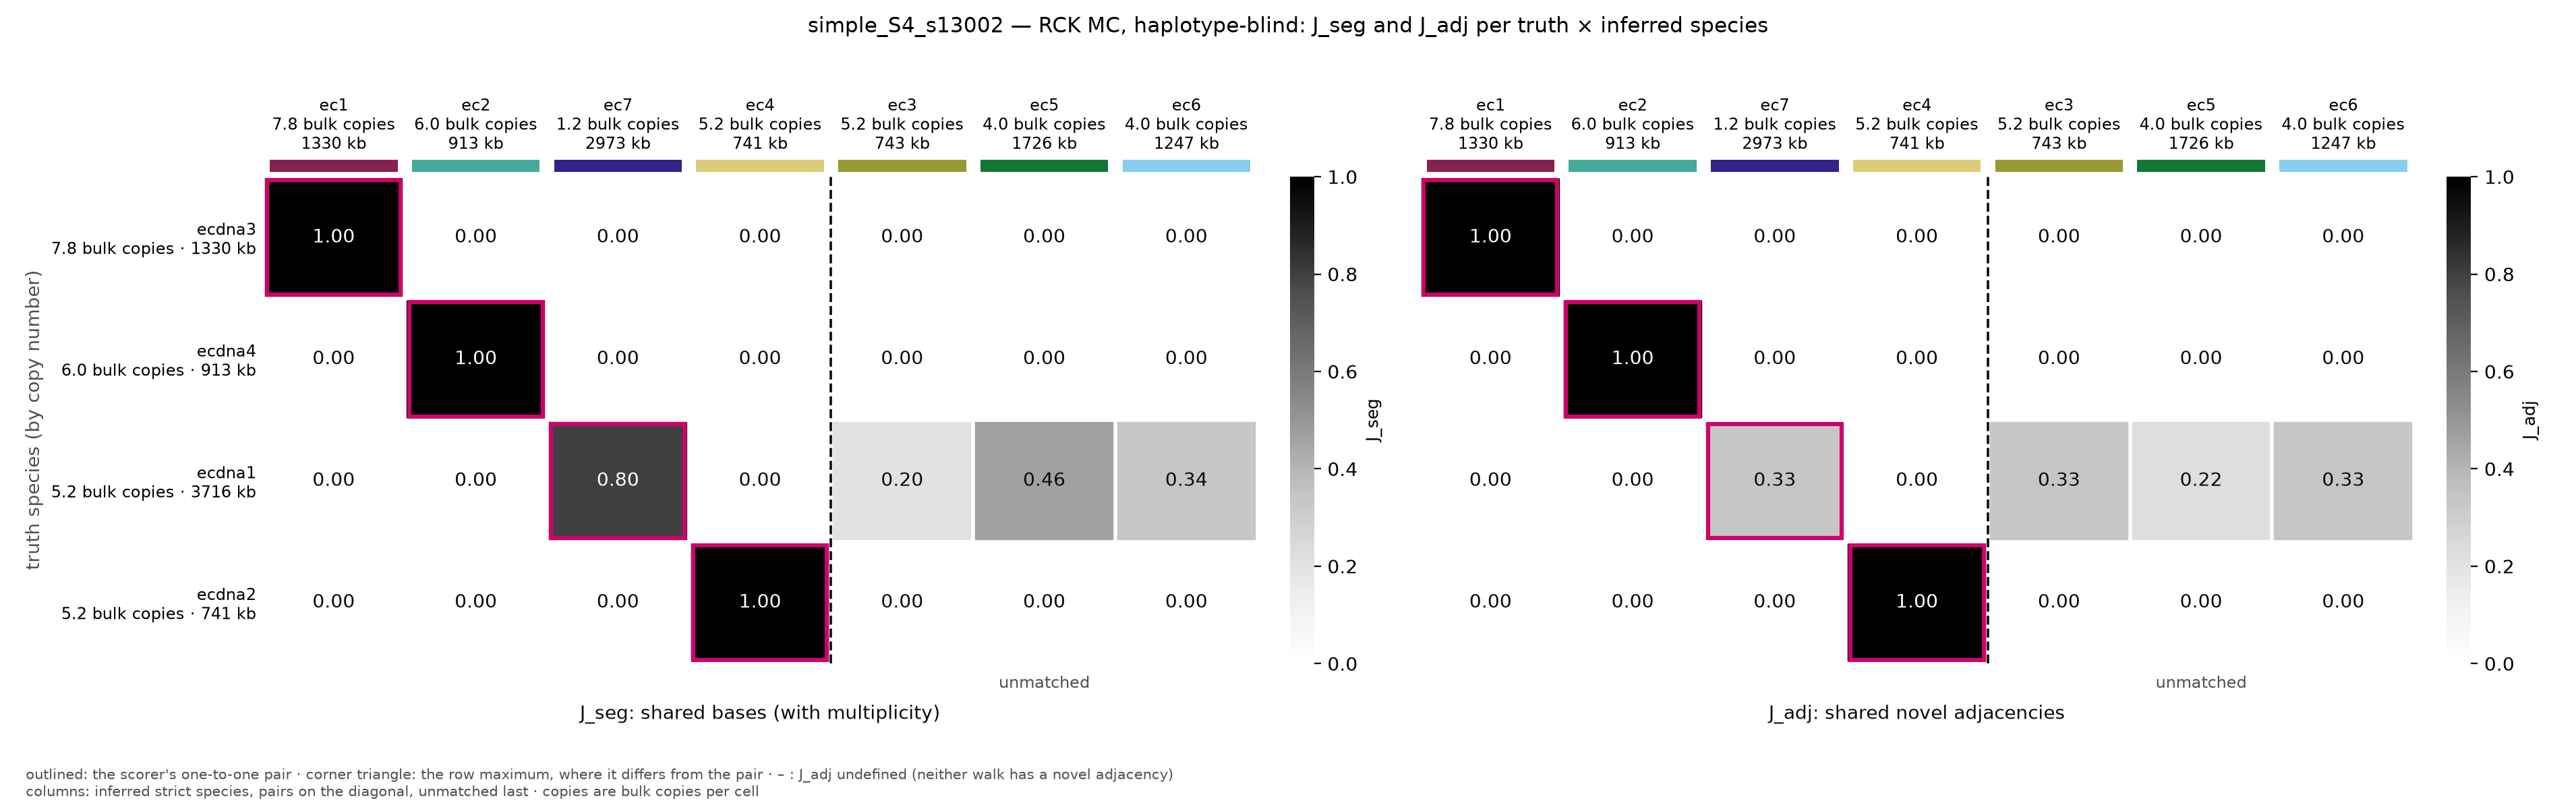 simple_S4_s13002 — RCK MC, haplotype-blind: J_seg and J_adj per truth × inferred species
ec1 ec2 ec7 ec4 ec3 ec5 ec6
7.8 bulk copies 6.0 bulk copies 1.2 bulk copies 5.2 bulk copies 5.2 bulk copies 4.0 bulk copies 4.0 bulk copies
1330 kb 913 kb 2973 kb 741 kb 743 kb 1726 kb 1247 kb
truth species (by copy number)
ecdna3
7.8 bulk copies · 1330 kb
1.00 0.00 0.00 0.00 0.00 0.00 0.00
ecdna4
6.0 bulk copies · 913 kb
0.00 1.00 0.00 0.00 0.00 0.00 0.00
ecdna1
5.2 bulk copies · 3716 kb
0.00 0.00 0.80 0.00 0.20 0.46 0.34
ecdna2
5.2 bulk copies · 741 kb
0.00 0.00 0.00 1.00 0.00 0.00 0.00
unmatched
J_seg: shared bases (with multiplicity)
1.0
0.8
0.6
0.4
0.2
0.0
J_seg
ec1 ec2 ec7 ec4 ec3 ec5 ec6
7.8 bulk copies 6.0 bulk copies 1.2 bulk copies 5.2 bulk copies 5.2 bulk copies 4.0 bulk copies 4.0 bulk copies
1330 kb 913 kb 2973 kb 741 kb 743 kb 1726 kb 1247 kb
1.00 0.00 0.00 0.00 0.00 0.00 0.00
0.00 1.00 0.00 0.00 0.00 0.00 0.00
0.00 0.00 0.33 0.00 0.33 0.22 0.33
0.00 0.00 0.00 1.00 0.00 0.00 0.00
unmatched
J_adj: shared novel adjacencies
1.0
0.8
0.6
0.4
0.2
0.0
J_adj
outlined: the scorer's one-to-one pair · corner triangle: the row maximum, where it differs from the pair · – : J_adj undefined (neither walk has a novel adjacency)
columns: inferred strict species, pairs on the diagonal, unmatched last · copies are bulk copies per cell